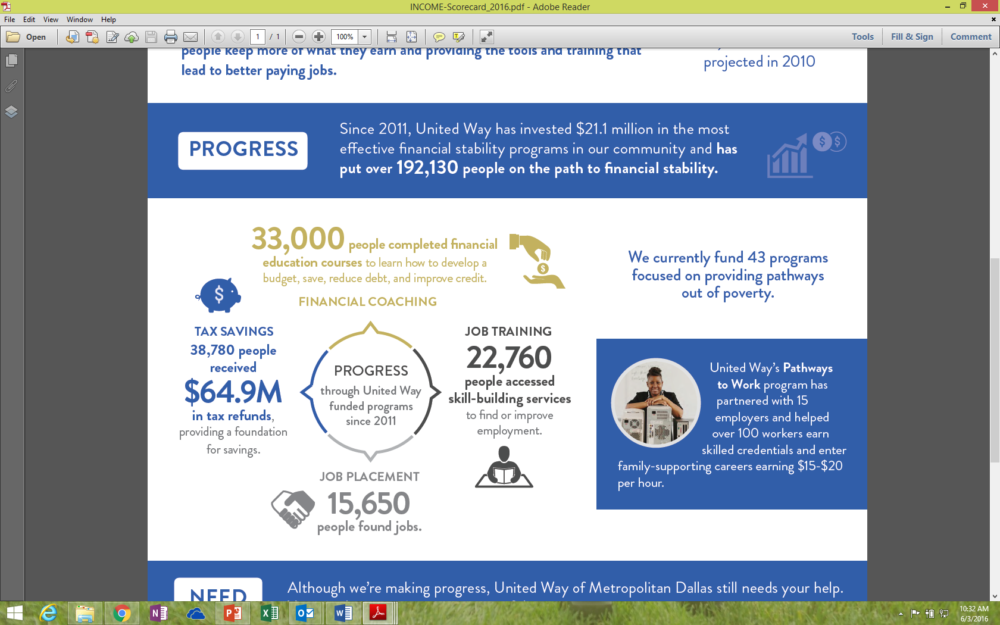 INCOME-Scorecard_2016.pdf - Adobe Reader
File Edit View Window Help
Open
1 / 1
100%
Tools
Fill & Sign
Comment
people keep more of what they earn and providing the tools and training that
lead to better paying jobs.
projected in 2010
PROGRESS
Since 2011, United Way has invested $21.1 million in the most
effective financial stability programs in our community and has
put over 192,130 people on the path to financial stability.
33,000 people completed financial
education courses to learn how to develop a
budget, save, reduce debt, and improve credit.
FINANCIAL COACHING
TAX SAVINGS
38,780 people
received
$64.9M
in tax refunds,
providing a foundation
for savings.
PROGRESS
through United Way
funded programs
since 2011
JOB TRAINING
22,760
people accessed
skill-building services
to find or improve
employment.
JOB PLACEMENT
15,650
people found jobs.
We currently fund 43 programs
focused on providing pathways
out of poverty.
United Way's Pathways
to Work program has
partnered with 15
employers and helped
over 100 workers earn
skilled credentials and enter
family-supporting careers earning $15-$20
per hour.
NEED
Although we're making progress, United Way of Metropolitan Dallas still needs your help.
10:32 AM
6/3/2016